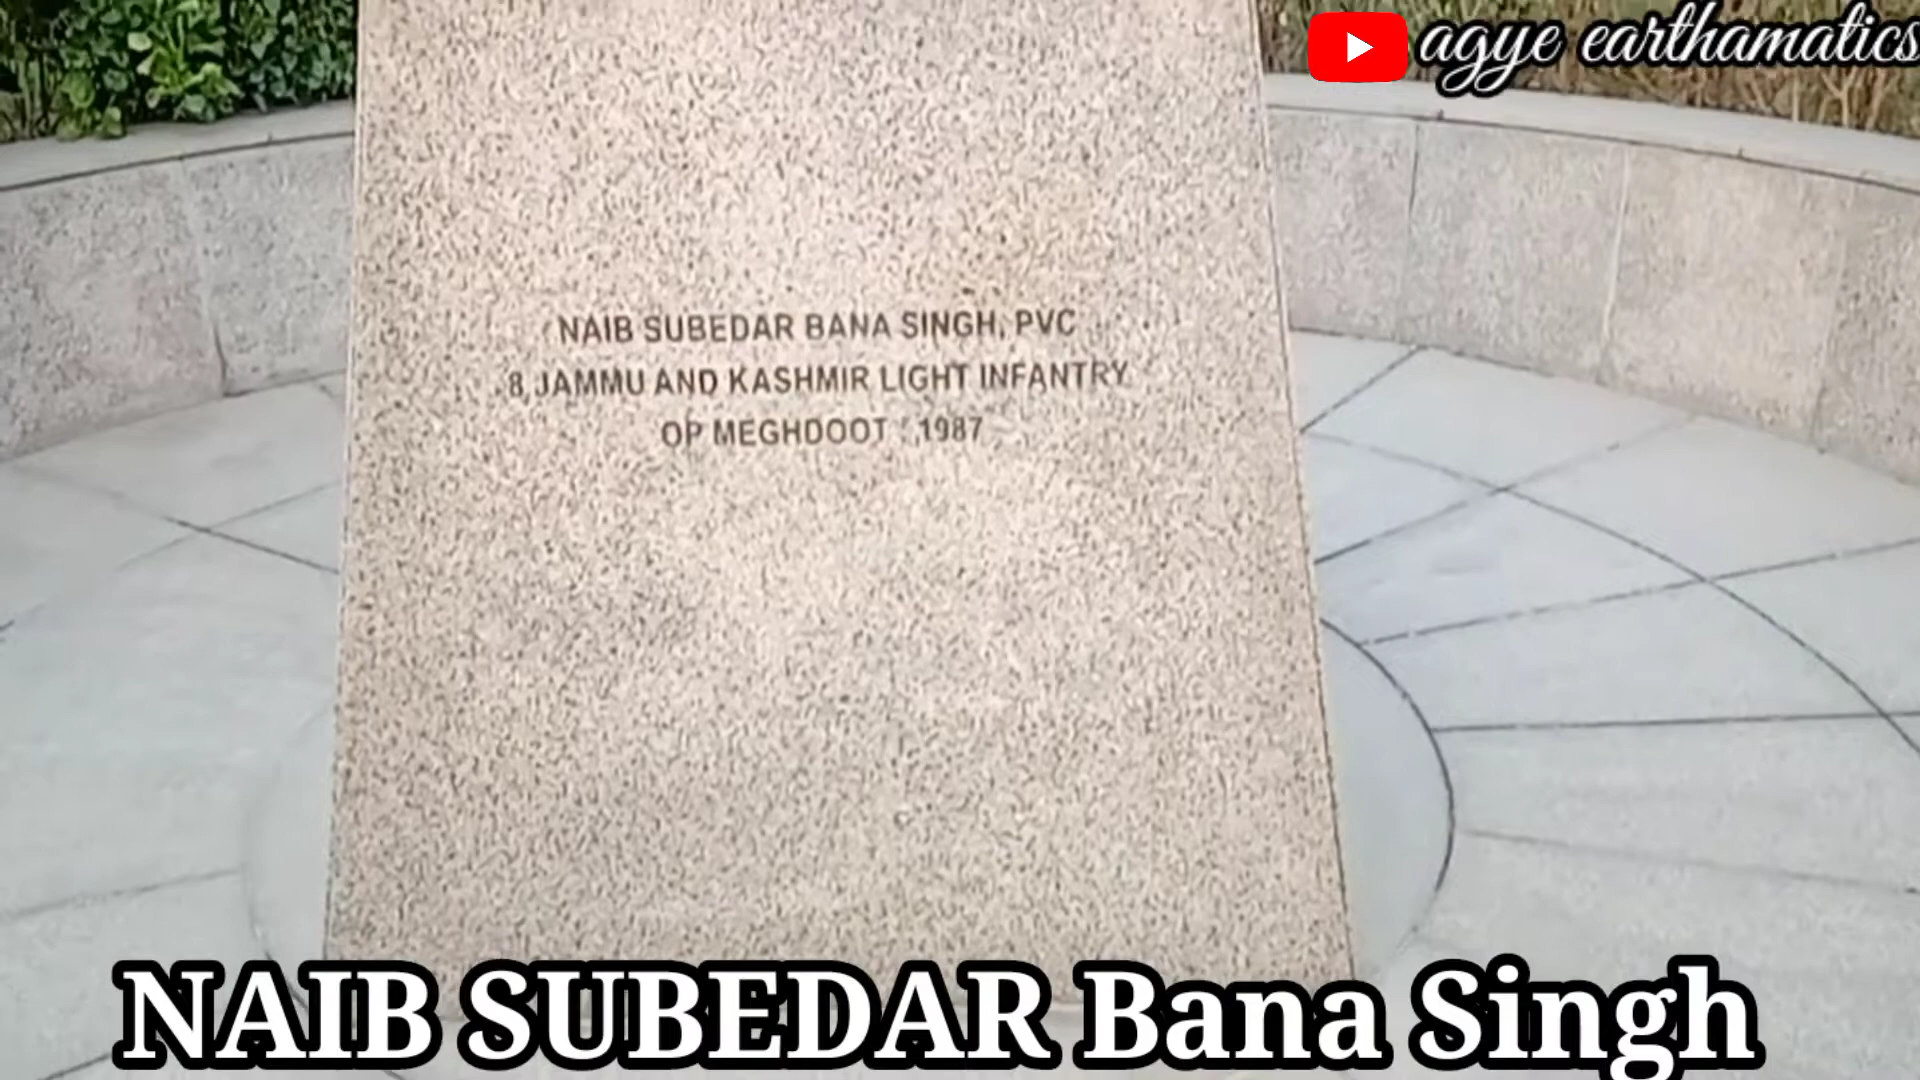 agye earthamatics
NAIB SUBEDAR BANA SINGH, PVC
8 JAMMU AND KASHMIR LIGHT INFANTRY
OP MEGHDOOT : 1987
NAIB SUBEDAR Bana Singh